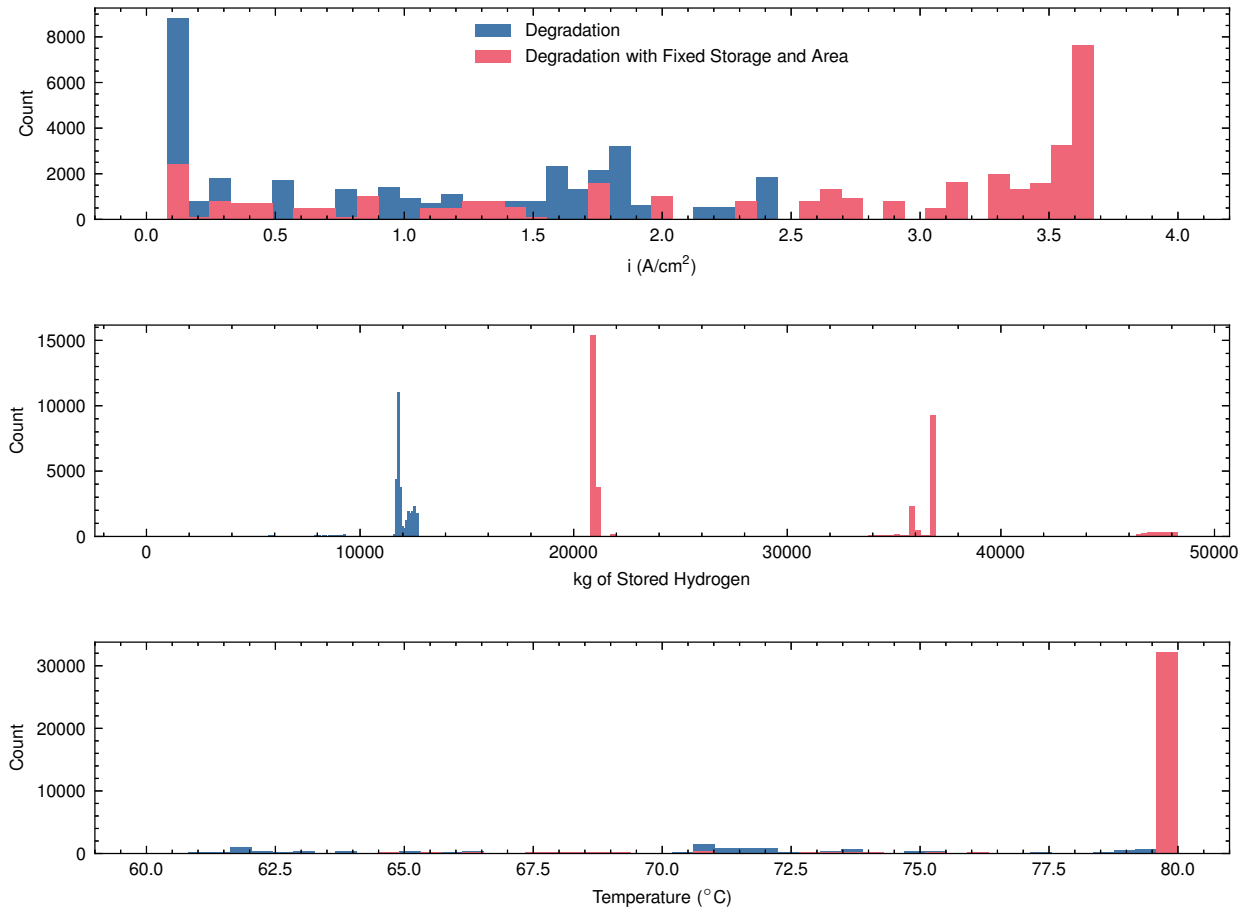 Degradation
Degradation with Fixed Storage and Area
8000
6000
4000
2000
0
Count
0.0 0.5 1.0 1.5 2.0 2.5 3.0 3.5 4.0
i (A/cm²)
15000
10000
5000
0
Count
0 10000 20000 30000 40000 50000
kg of Stored Hydrogen
30000
20000
10000
0
Count
60.0 62.5 65.0 67.5 70.0 72.5 75.0 77.5 80.0
Temperature (°C)